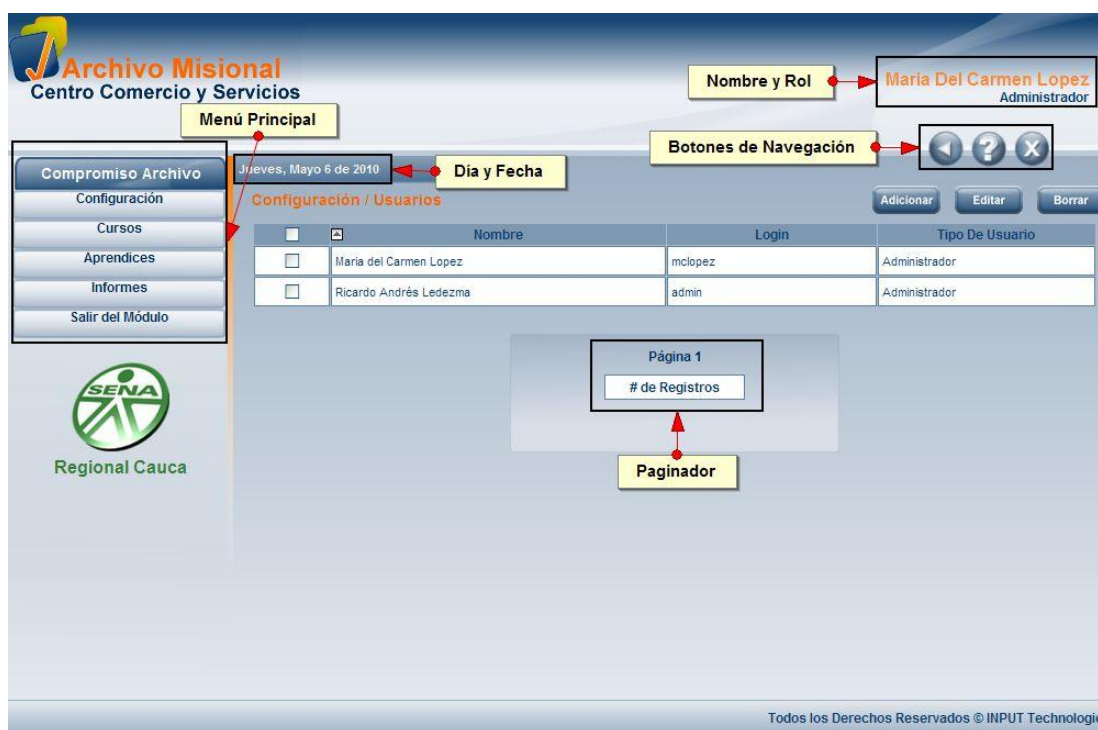 Archivo Misional
Centro Comercio y Servicios
Nombre y Rol
Maria Del Carmen Lopez
Administrador
Menú Principal
Botones de Navegación
Compromiso Archivo
Configuración
Cursos
Aprendices
Informes
Salir del Módulo
Jueves, Mayo 6 de 2010
Día y Fecha
Configuración / Usuarios
Adicionar Editar Borrar
Nombre Login Tipo De Usuario
Maria del Carmen Lopez mclopez Administrador
Ricardo Andrés Ledezma admin Administrador
Página 1
# de Registros
Paginador
SENA
Regional Cauca
Todos los Derechos Reservados © INPUT Technologi